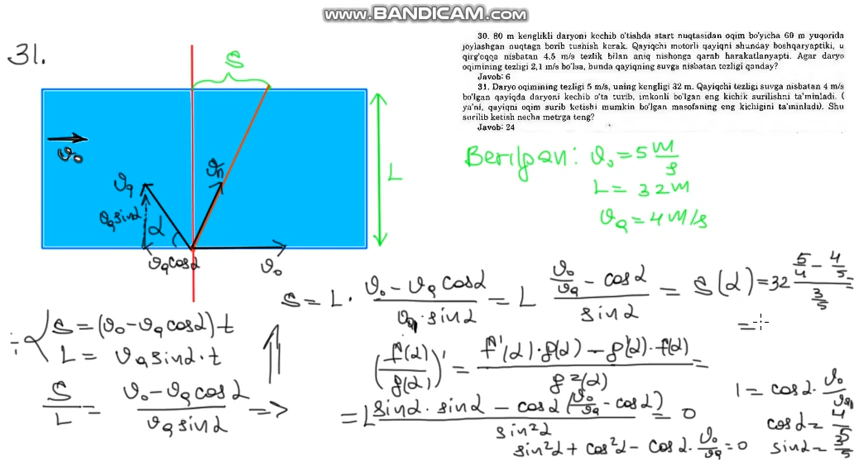 WWW.BANDICAM.COM
30. 80 m kenglikli daryoni kechib o'tishda start nuqtasidan oqim bo'yicha 60 m yuqorida
joylashgan nuqtaga borib tushish kerak. Qayiqchi motorli qayiqni shunday boshqaryaptiki, u
qirg'oqqa nisbatan 4,5 m/s tezlik bilan aniq nishonga qarab harakatlanyapti. Agar daryo
oqimining tezligi 2,1 m/s bo'lsa, bunda qayiqning suvga nisbatan tezligi qanday?
Javob: 6
31. Daryo oqimining tezligi 5 m/s, uning kengligi 32 m. Qayiqchi tezligi suvga nisbatan 4 m/s
bo'lgan qayiqda daryoni kechib o'ta turib, imkonli bo'lgan eng kichik surilishni ta'minladi. (
ya'ni, qayiqni oqim surib ketishi mumkin bo'lgan masofaning eng kichigini ta'minladi). Shu
surilib ketish necha metrga teng?
Javob: 24
31.
S
L
υ₀
υq
υn
υq sinα
α
υq cosα
υ₀
Berilgan: υ₀ = 5 m/s
L = 32 m
υq = 4 m/s
S = (υ₀ - υq cosα) t
÷
L = υq sinα · t
S/L = (υ₀ - υq cosα)/(υq sinα) =>
S = L · (υ₀ - υq cosα)/(υq · sinα) = L (υ₀/υq - cosα)/sinα = S(α) = 32 (5/4 - 4/5)/(3/5) =
=
(f(α)/g(α))' = (f'(α) · g(α) - g'(α) · f(α))/g²(α) =
= L (sinα · sinα - cosα (υ₀/υq - cosα))/sin²α = 0
sin²α + cos²α - cosα · υ₀/υq = 0
1 = cosα · υ₀/υq
cosα = 4/5
sinα = 3/5